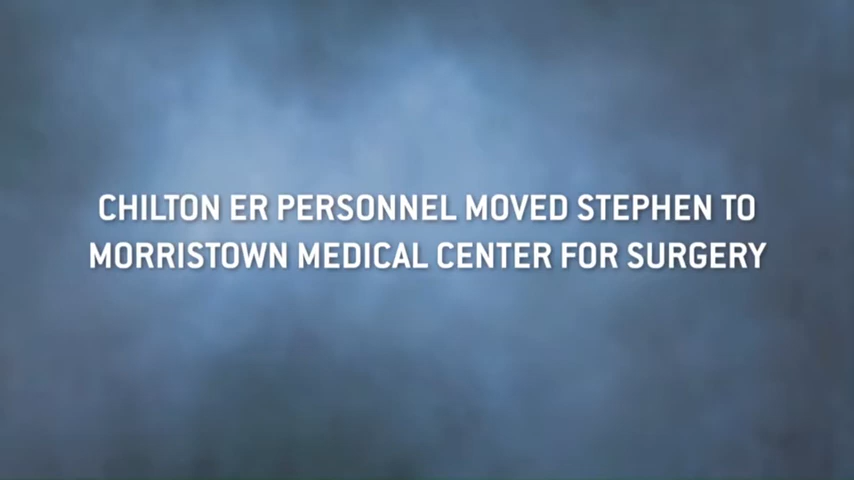 CHILTON ER PERSONNEL MOVED STEPHEN TO
MORRISTOWN MEDICAL CENTER FOR SURGERY